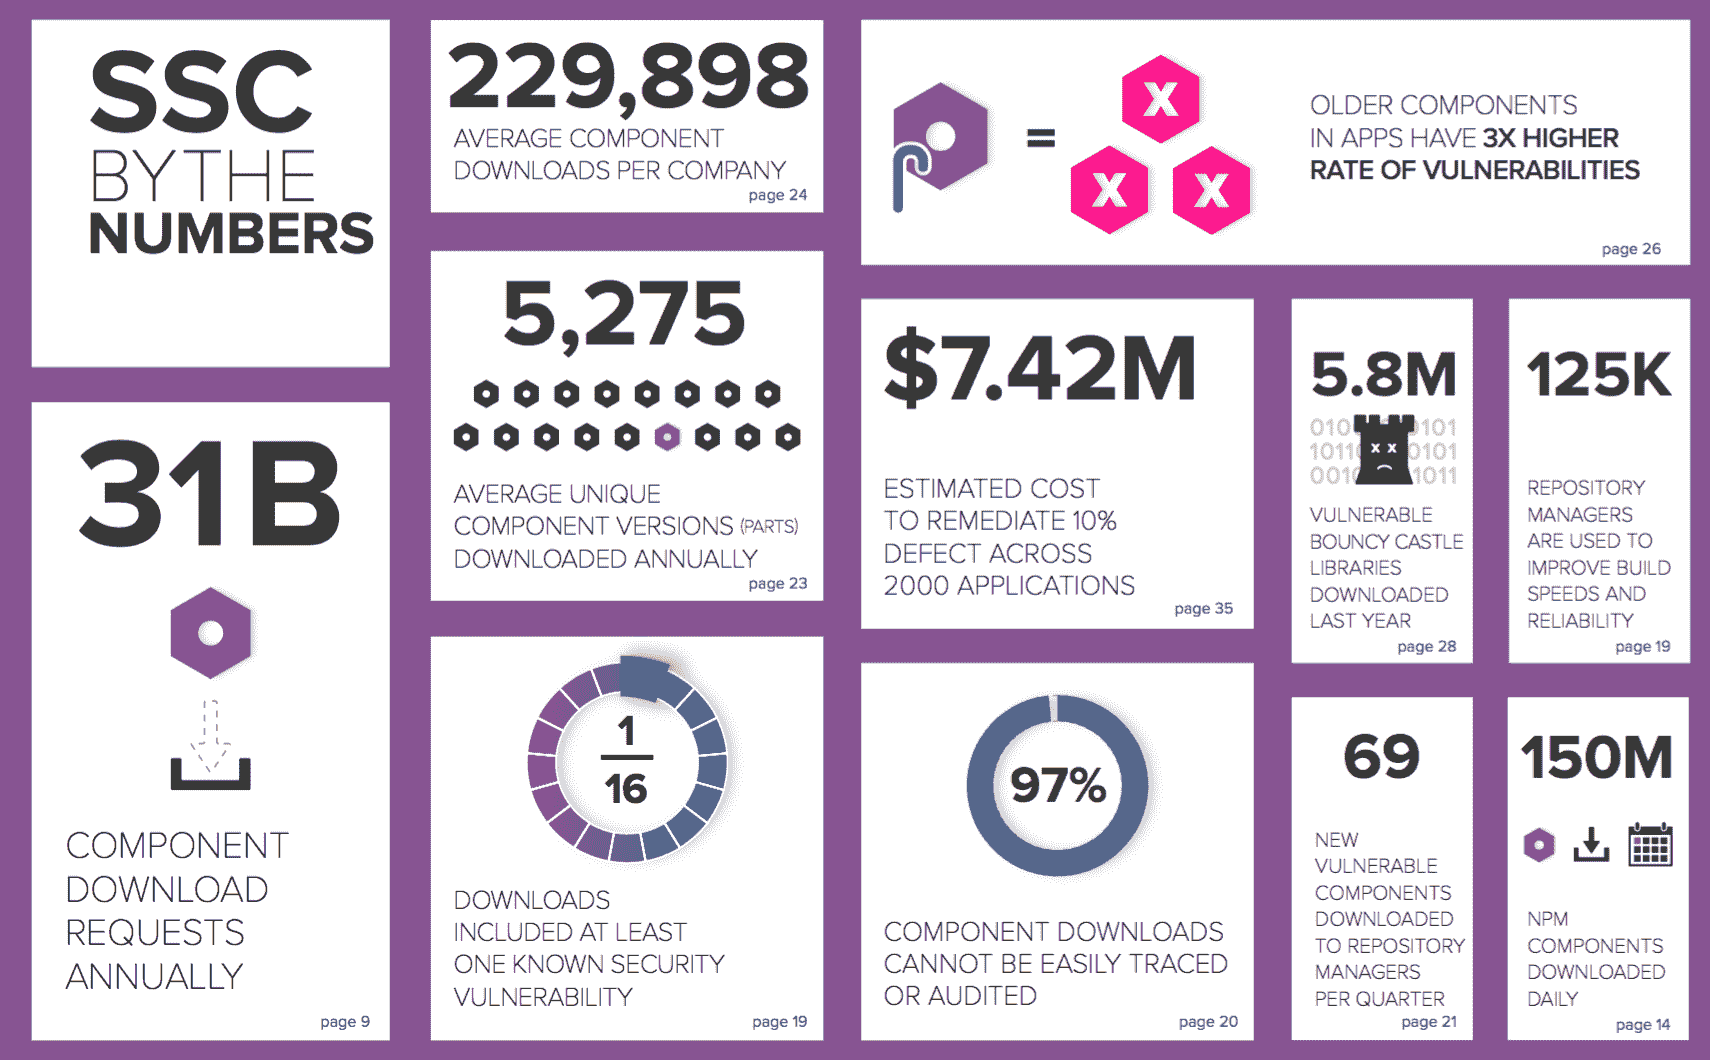 SSC
BY THE
NUMBERS
31B
COMPONENT
DOWNLOAD
REQUESTS
ANNUALLY
page 9
229,898
AVERAGE COMPONENT
DOWNLOADS PER COMPANY
page 24
5,275
AVERAGE UNIQUE
COMPONENT VERSIONS (PARTS)
DOWNLOADED ANNUALLY
page 23
1
16
DOWNLOADS
INCLUDED AT LEAST
ONE KNOWN SECURITY
VULNERABILITY
page 19
=
X
X X
OLDER COMPONENTS
IN APPS HAVE 3X HIGHER
RATE OF VULNERABILITIES
page 26
$7.42M
ESTIMATED COST
TO REMEDIATE 10%
DEFECT ACROSS
2000 APPLICATIONS
page 35
97%
COMPONENT DOWNLOADS
CANNOT BE EASILY TRACED
OR AUDITED
page 20
5.8M
010 0101
1011 0101
001 1011
x x
VULNERABLE
BOUNCY CASTLE
LIBRARIES
DOWNLOADED
LAST YEAR
page 28
125K
REPOSITORY
MANAGERS
ARE USED TO
IMPROVE BUILD
SPEEDS AND
RELIABILITY
page 19
69
NEW
VULNERABLE
COMPONENTS
DOWNLOADED
TO REPOSITORY
MANAGERS
PER QUARTER
page 21
150M
NPM
COMPONENTS
DOWNLOADED
DAILY
page 14